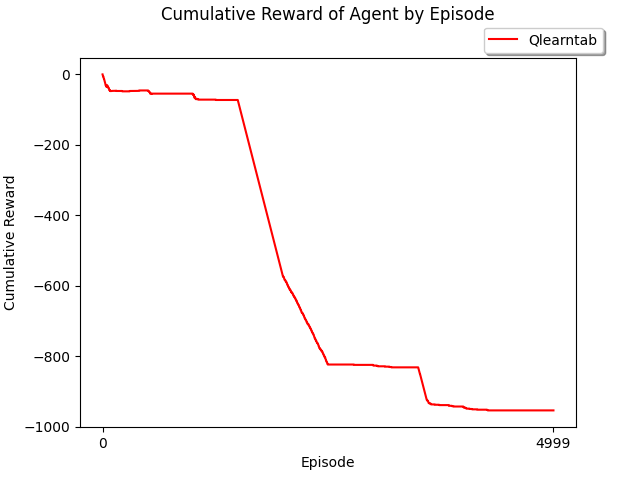 Cumulative Reward of Agent by Episode
Qlearntab
0
−200
−400
−600
−800
−1000
Cumulative Reward
0
4999
Episode